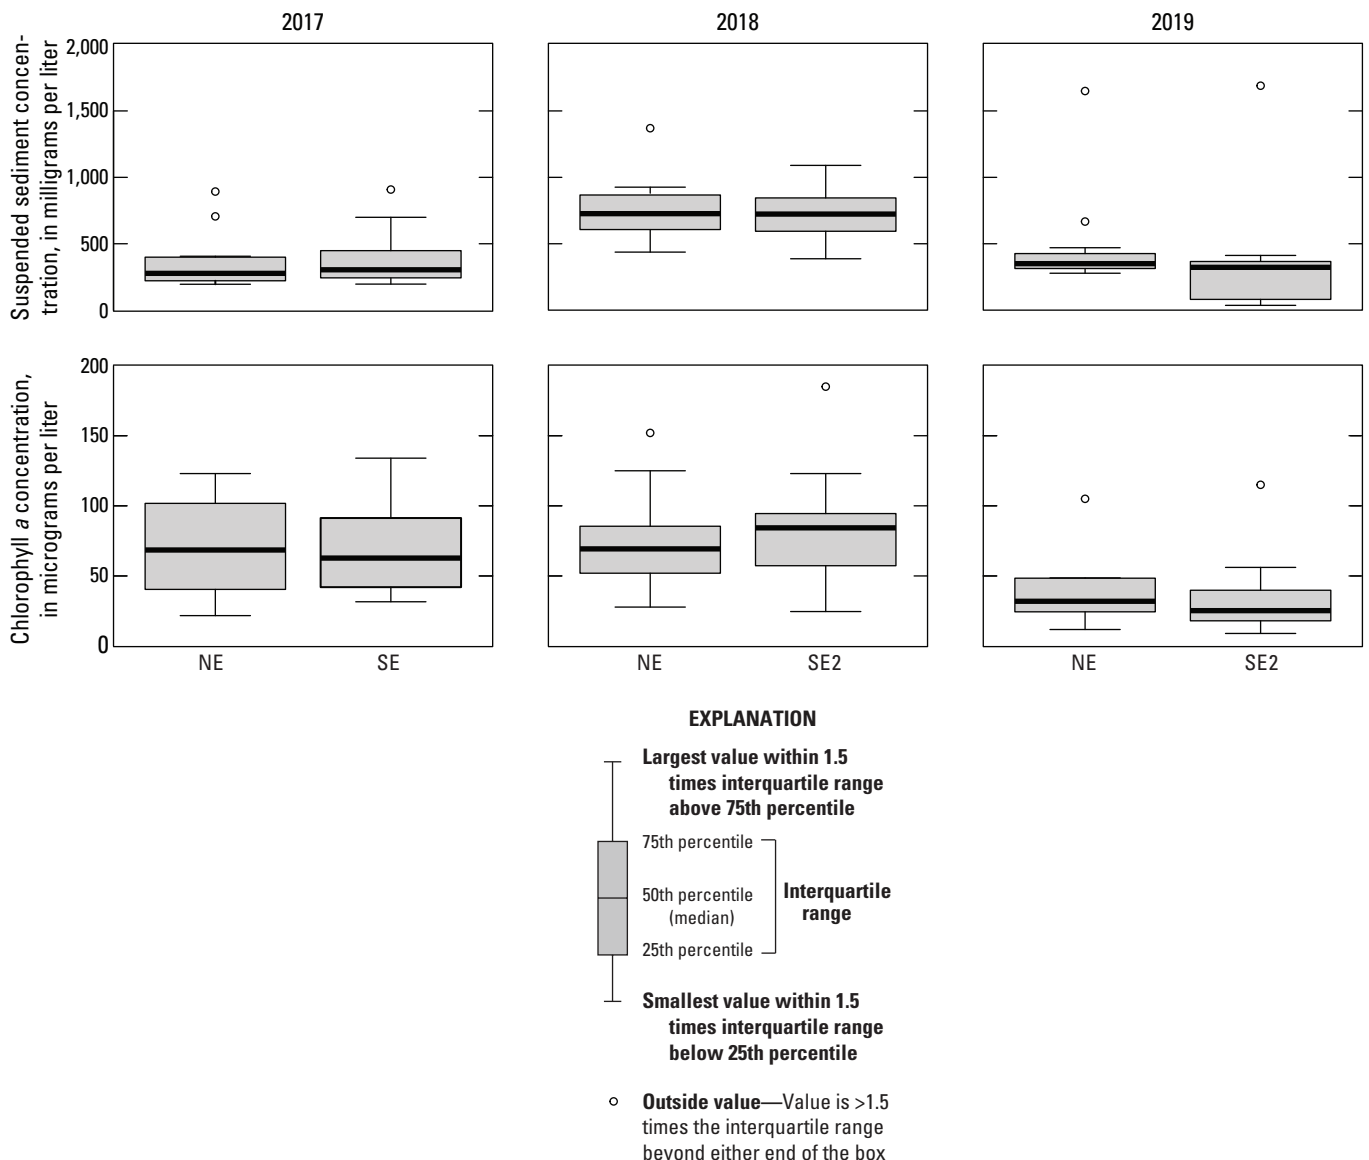 2017 2018 2019
Suspended sediment concen-
tration, in milligrams per liter
2,000
1,500
1,000
500
0
Chlorophyll a concentration,
in micrograms per liter
200
150
100
50
0
NE SE NE SE2 NE SE2
EXPLANATION
Largest value within 1.5
times interquartile range
above 75th percentile
75th percentile
50th percentile
(median)
25th percentile
Interquartile
range
Smallest value within 1.5
times interquartile range
below 25th percentile
Outside value—Value is >1.5
times the interquartile range
beyond either end of the box